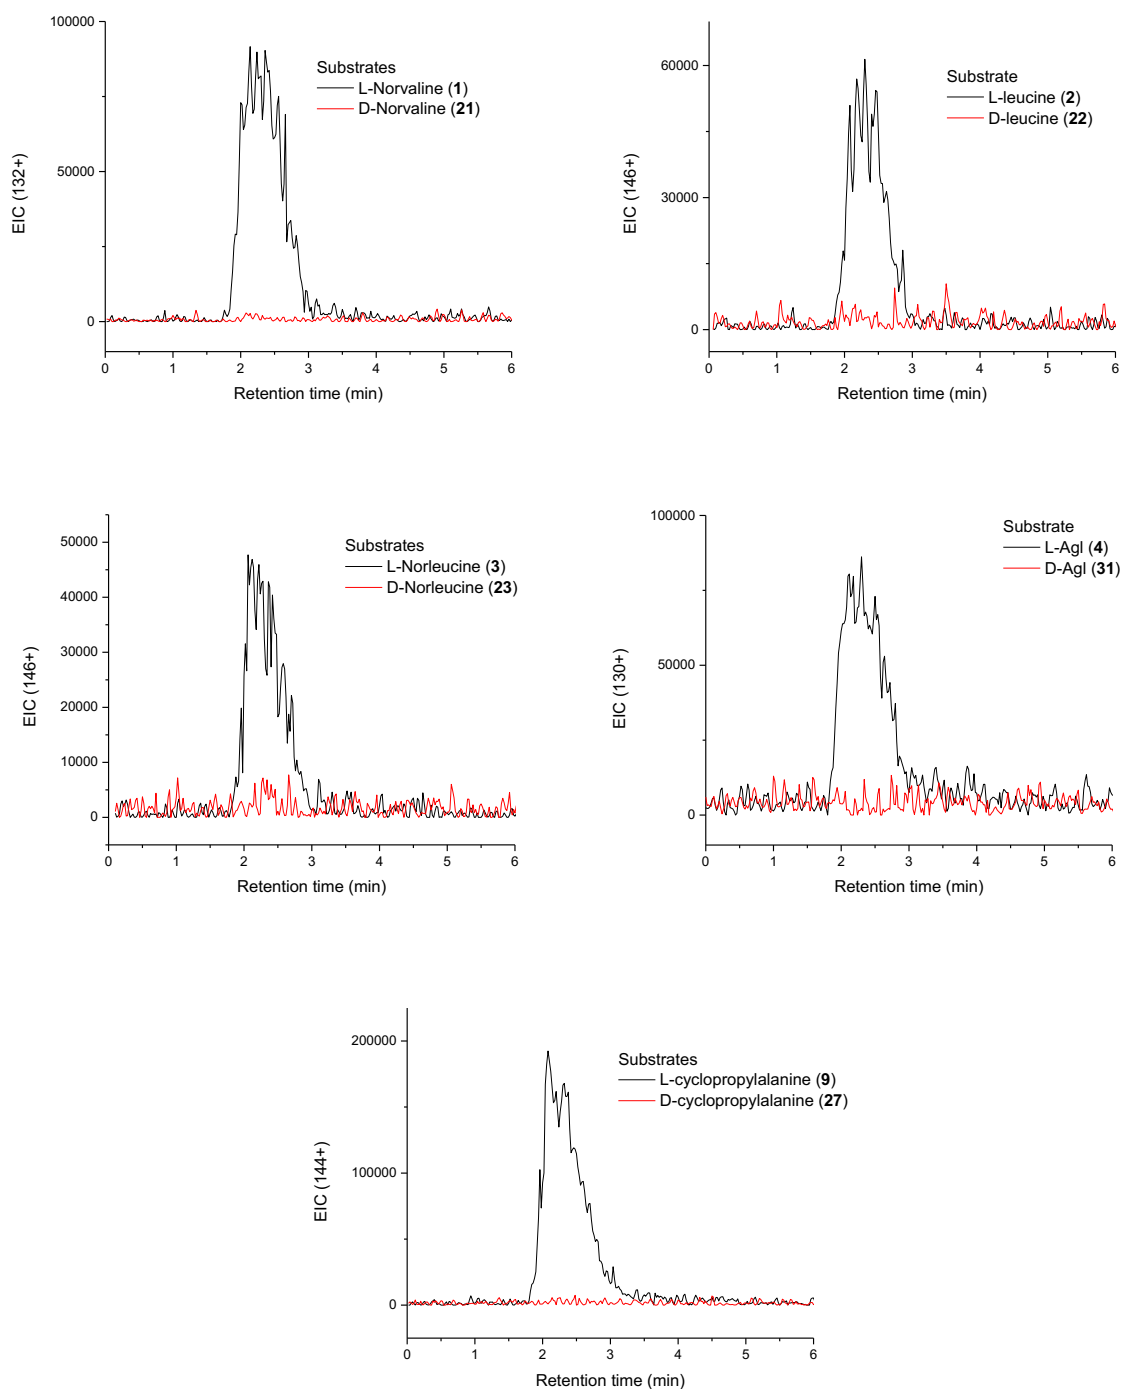 100000
50000
0
EIC (132+)
Substrates
L-Norvaline (1)
D-Norvaline (21)
0 1 2 3 4 5 6
Retention time (min)
60000
30000
0
EIC (146+)
Substrate
L-leucine (2)
D-leucine (22)
0 1 2 3 4 5 6
Retention time (min)
50000
40000
30000
20000
10000
0
EIC (146+)
Substrates
L-Norleucine (3)
D-Norleucine (23)
0 1 2 3 4 5 6
Retention time (min)
100000
50000
0
EIC (130+)
Substrate
L-Agl (4)
D-Agl (31)
0 1 2 3 4 5 6
Retention time (min)
200000
100000
0
EIC (144+)
Substrates
L-cyclopropylalanine (9)
D-cyclopropylalanine (27)
0 1 2 3 4 5 6
Retention time (min)